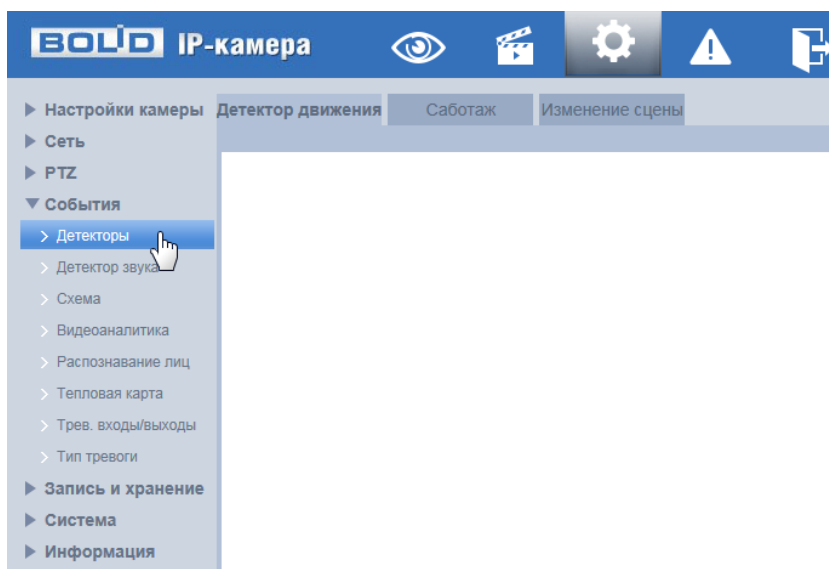 BOLID IP-камера
Настройки камеры
Сеть
PTZ
События
Детекторы
Детектор звука
Схема
Видеоаналитика
Распознавание лиц
Тепловая карта
Трев. входы/выходы
Тип тревоги
Запись и хранение
Система
Информация
Детектор движения Саботаж Изменение сцены